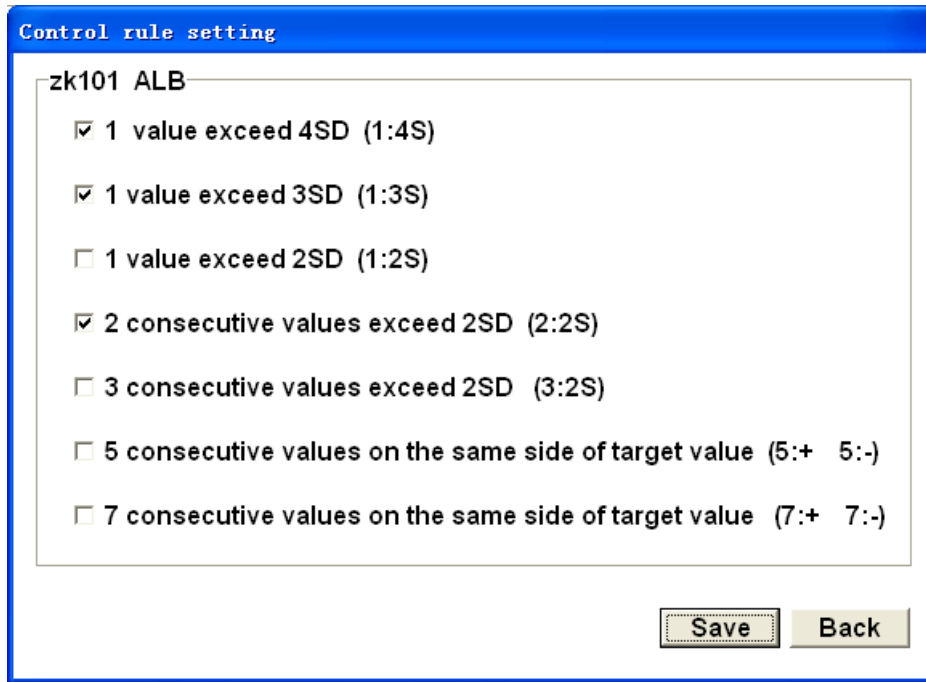 Control rule setting
zk101 ALB
1 value exceed 4SD (1:4S)
1 value exceed 3SD (1:3S)
1 value exceed 2SD (1:2S)
2 consecutive values exceed 2SD (2:2S)
3 consecutive values exceed 2SD (3:2S)
5 consecutive values on the same side of target value (5:+ 5:-)
7 consecutive values on the same side of target value (7:+ 7:-)
Save Back